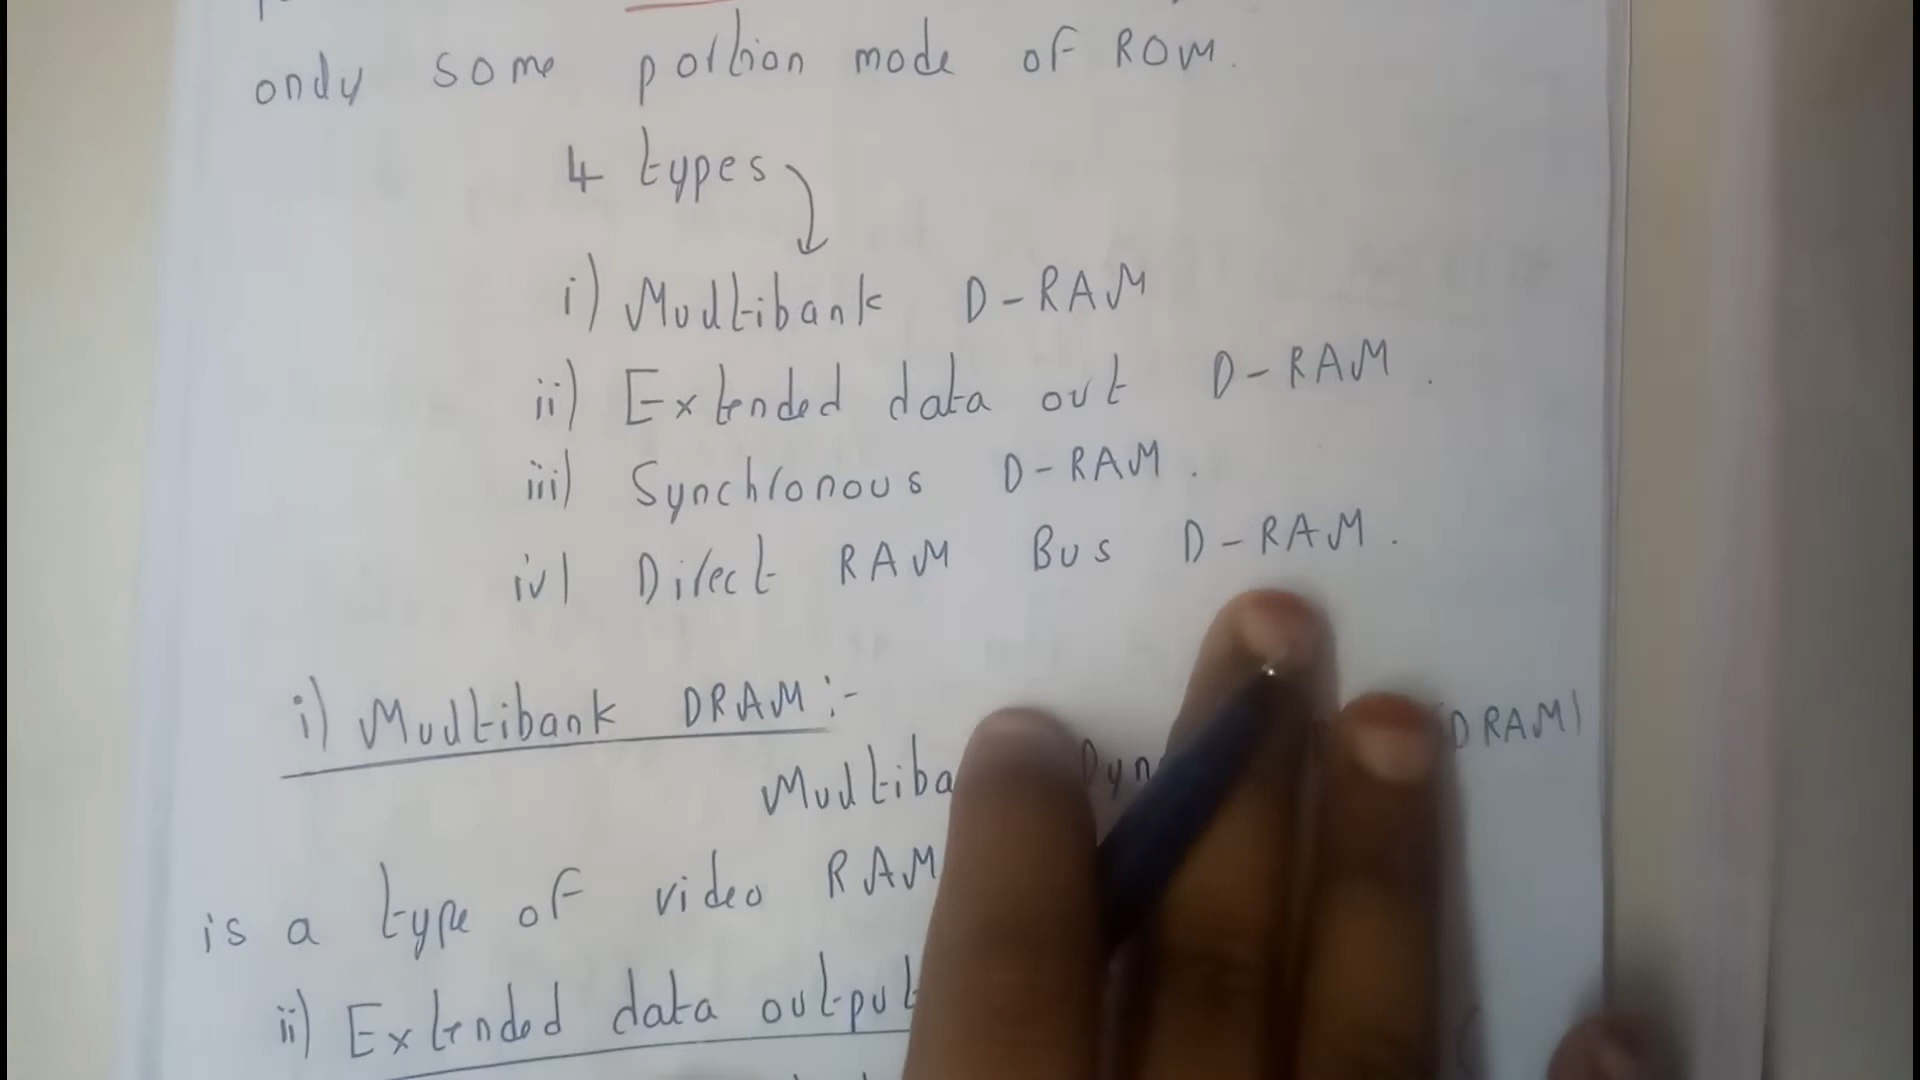 only some portion mode of ROM.
4 types
i) Multibank D-RAM
ii) Extended data out D-RAM.
iii) Synchronous D-RAM.
iv) Direct RAM Bus D-RAM.
i) Multibank DRAM:-
DRAM)
is a type of video RAM
ii) Extended data output